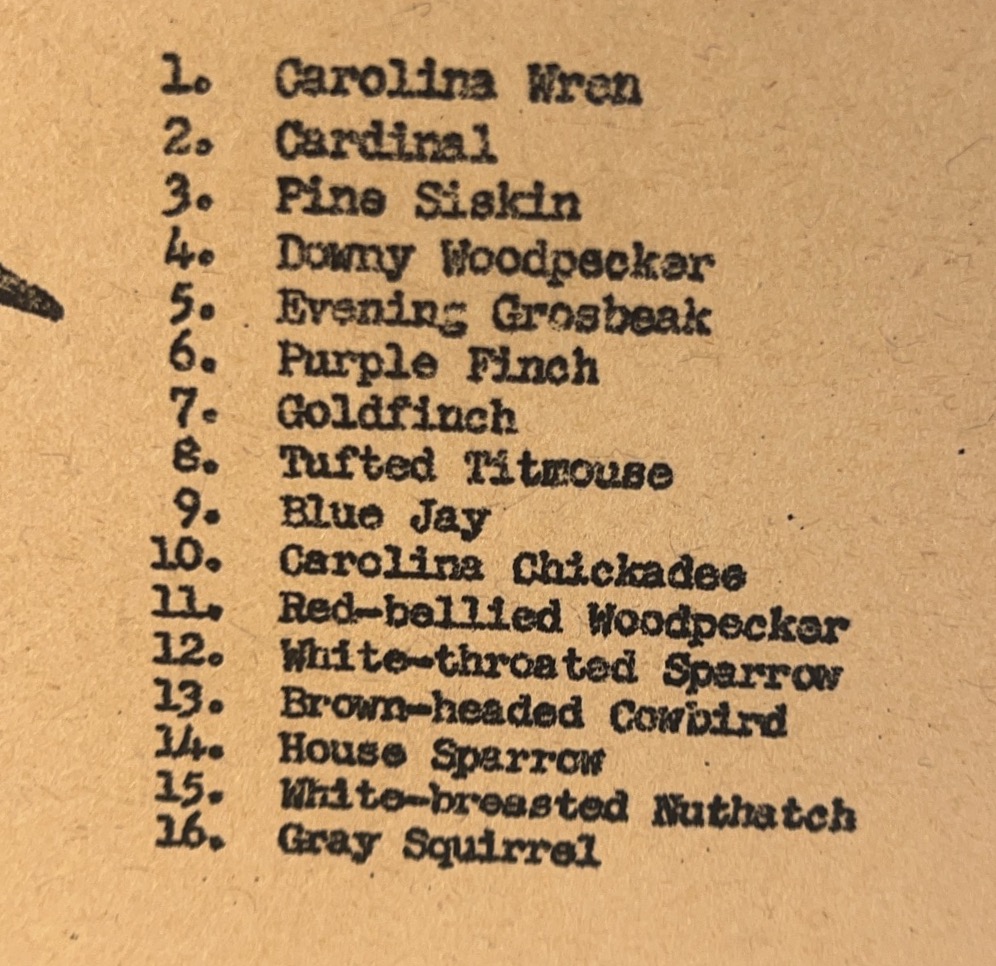 1. Carolina Wren
2. Cardinal
3. Pine Siskin
4. Downy Woodpecker
5. Evening Grosbeak
6. Purple Finch
7. Goldfinch
8. Tufted Titmouse
9. Blue Jay
10. Carolina Chickadee
11. Red-bellied Woodpecker
12. White-throated Sparrow
13. Brown-headed Cowbird
14. House Sparrow
15. White-breasted Nuthatch
16. Gray Squirrel